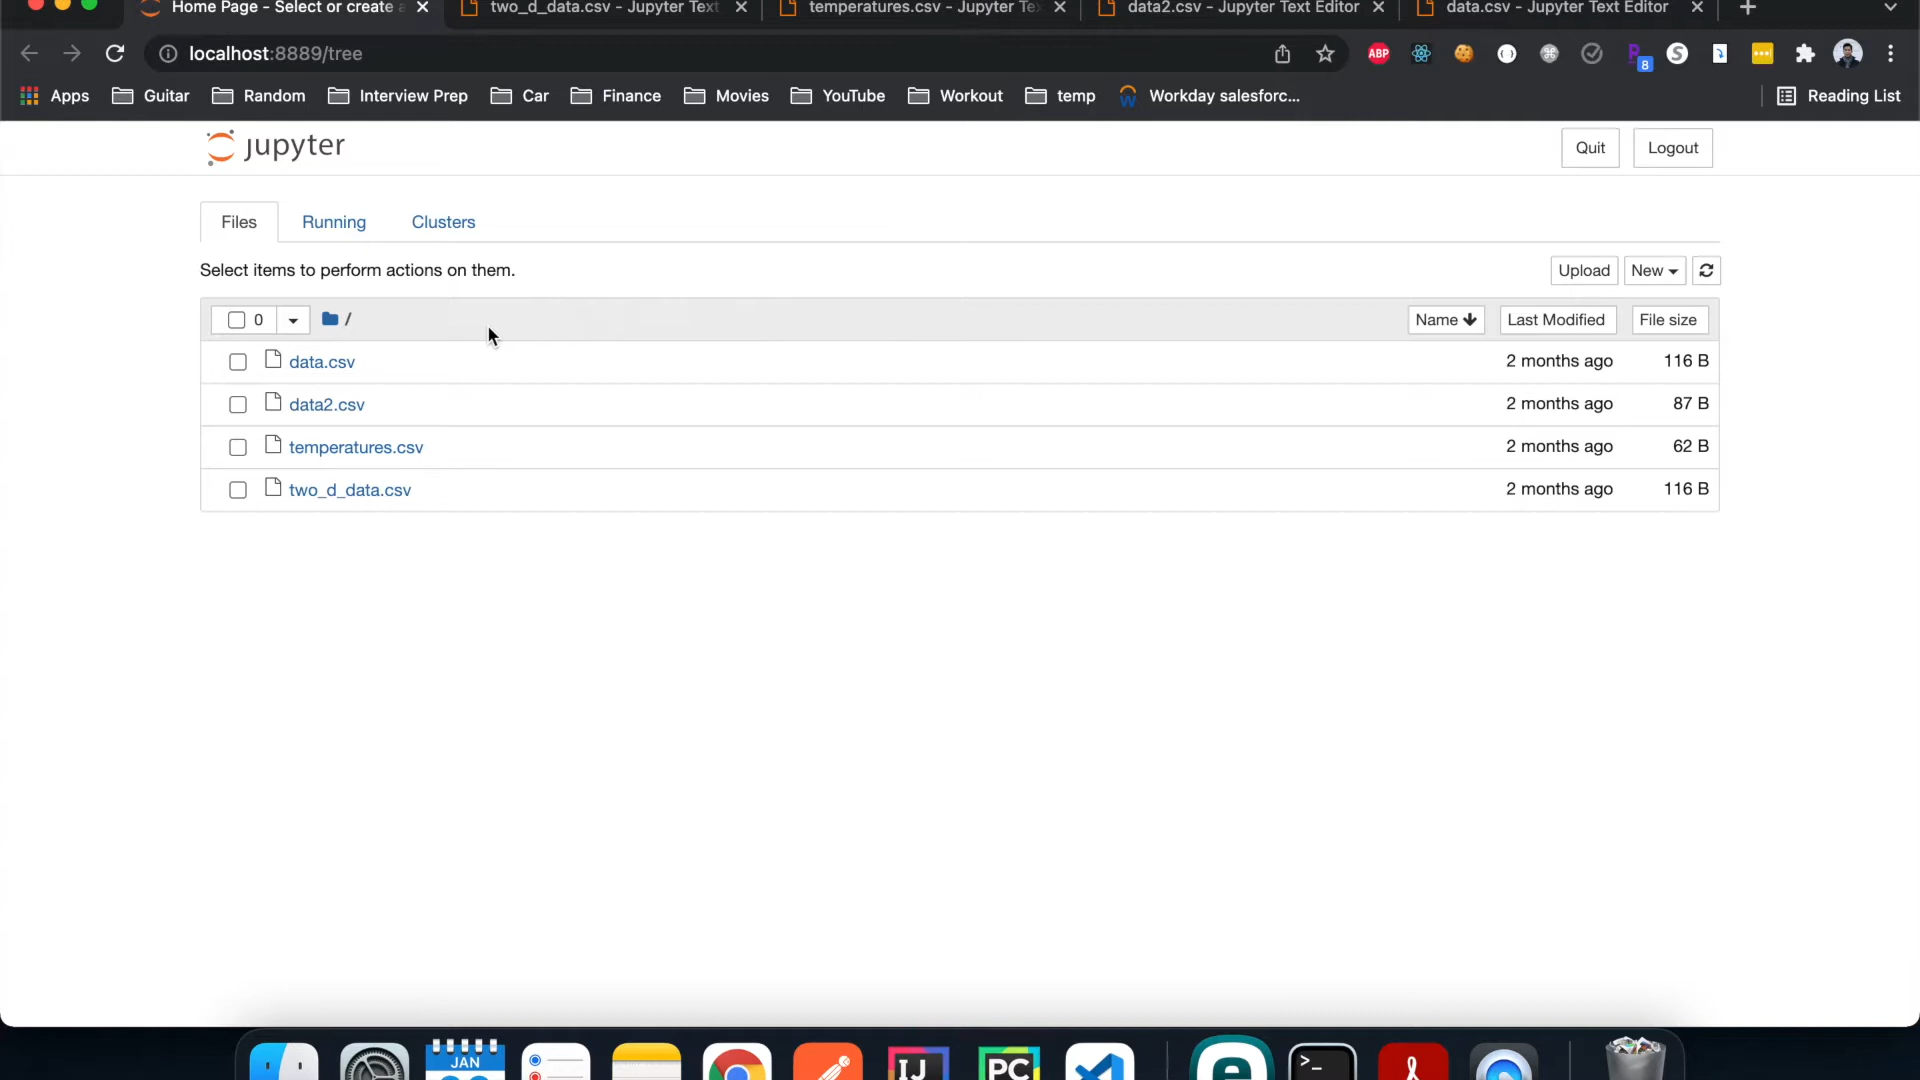 Home Page - Select or create a
two_d_data.csv - Jupyter Text
temperatures.csv - Jupyter Te
data2.csv - Jupyter Text Editor
data.csv - Jupyter Text Editor
localhost:8889/tree
ABP
8
S
Apps
Guitar
Random
Interview Prep
Car
Finance
Movies
YouTube
Workout
temp
Workday salesforc...
Reading List
jupyter
Quit
Logout
Files
Running
Clusters
Select items to perform actions on them.
Upload
New
0
/
Name
Last Modified
File size
data.csv
2 months ago
116 B
data2.csv
2 months ago
87 B
temperatures.csv
2 months ago
62 B
two_d_data.csv
2 months ago
116 B
JAN
IJ
PC
e
>_